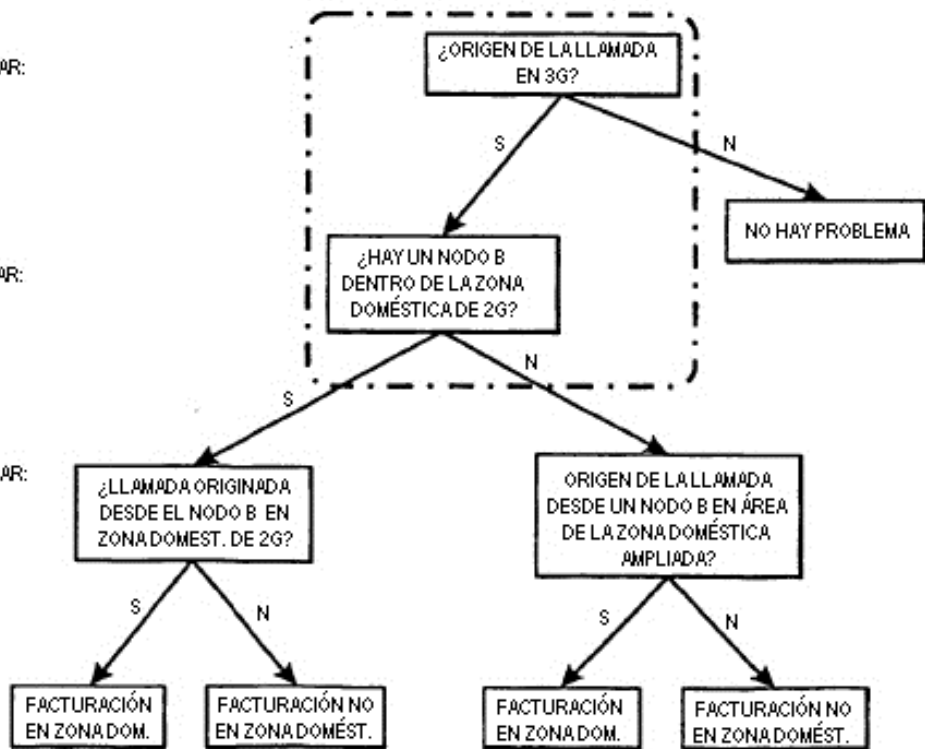 ¿ORIGEN DE LA LLAMADA
EN 3G?
AR:
S
N
NO HAY PROBLEMA
¿HAY UN NODO B
DENTRO DE LA ZONA
DOMÉSTICA DE 2G?
AR:
S
N
AR:
¿LLAMADA ORIGINADA
DESDE EL NODO B EN
ZONA DOMEST. DE 2G?
ORIGEN DE LA LLAMADA
DESDE UN NODO B EN ÁREA
DE LA ZONA DOMÉSTICA
AMPLIADA?
S
N
S
N
FACTURACIÓN
EN ZONA DOM.
FACTURACIÓN NO
EN ZONA DOMÉST.
FACTURACIÓN
EN ZONA DOM.
FACTURACIÓN NO
EN ZONA DOMÉST.